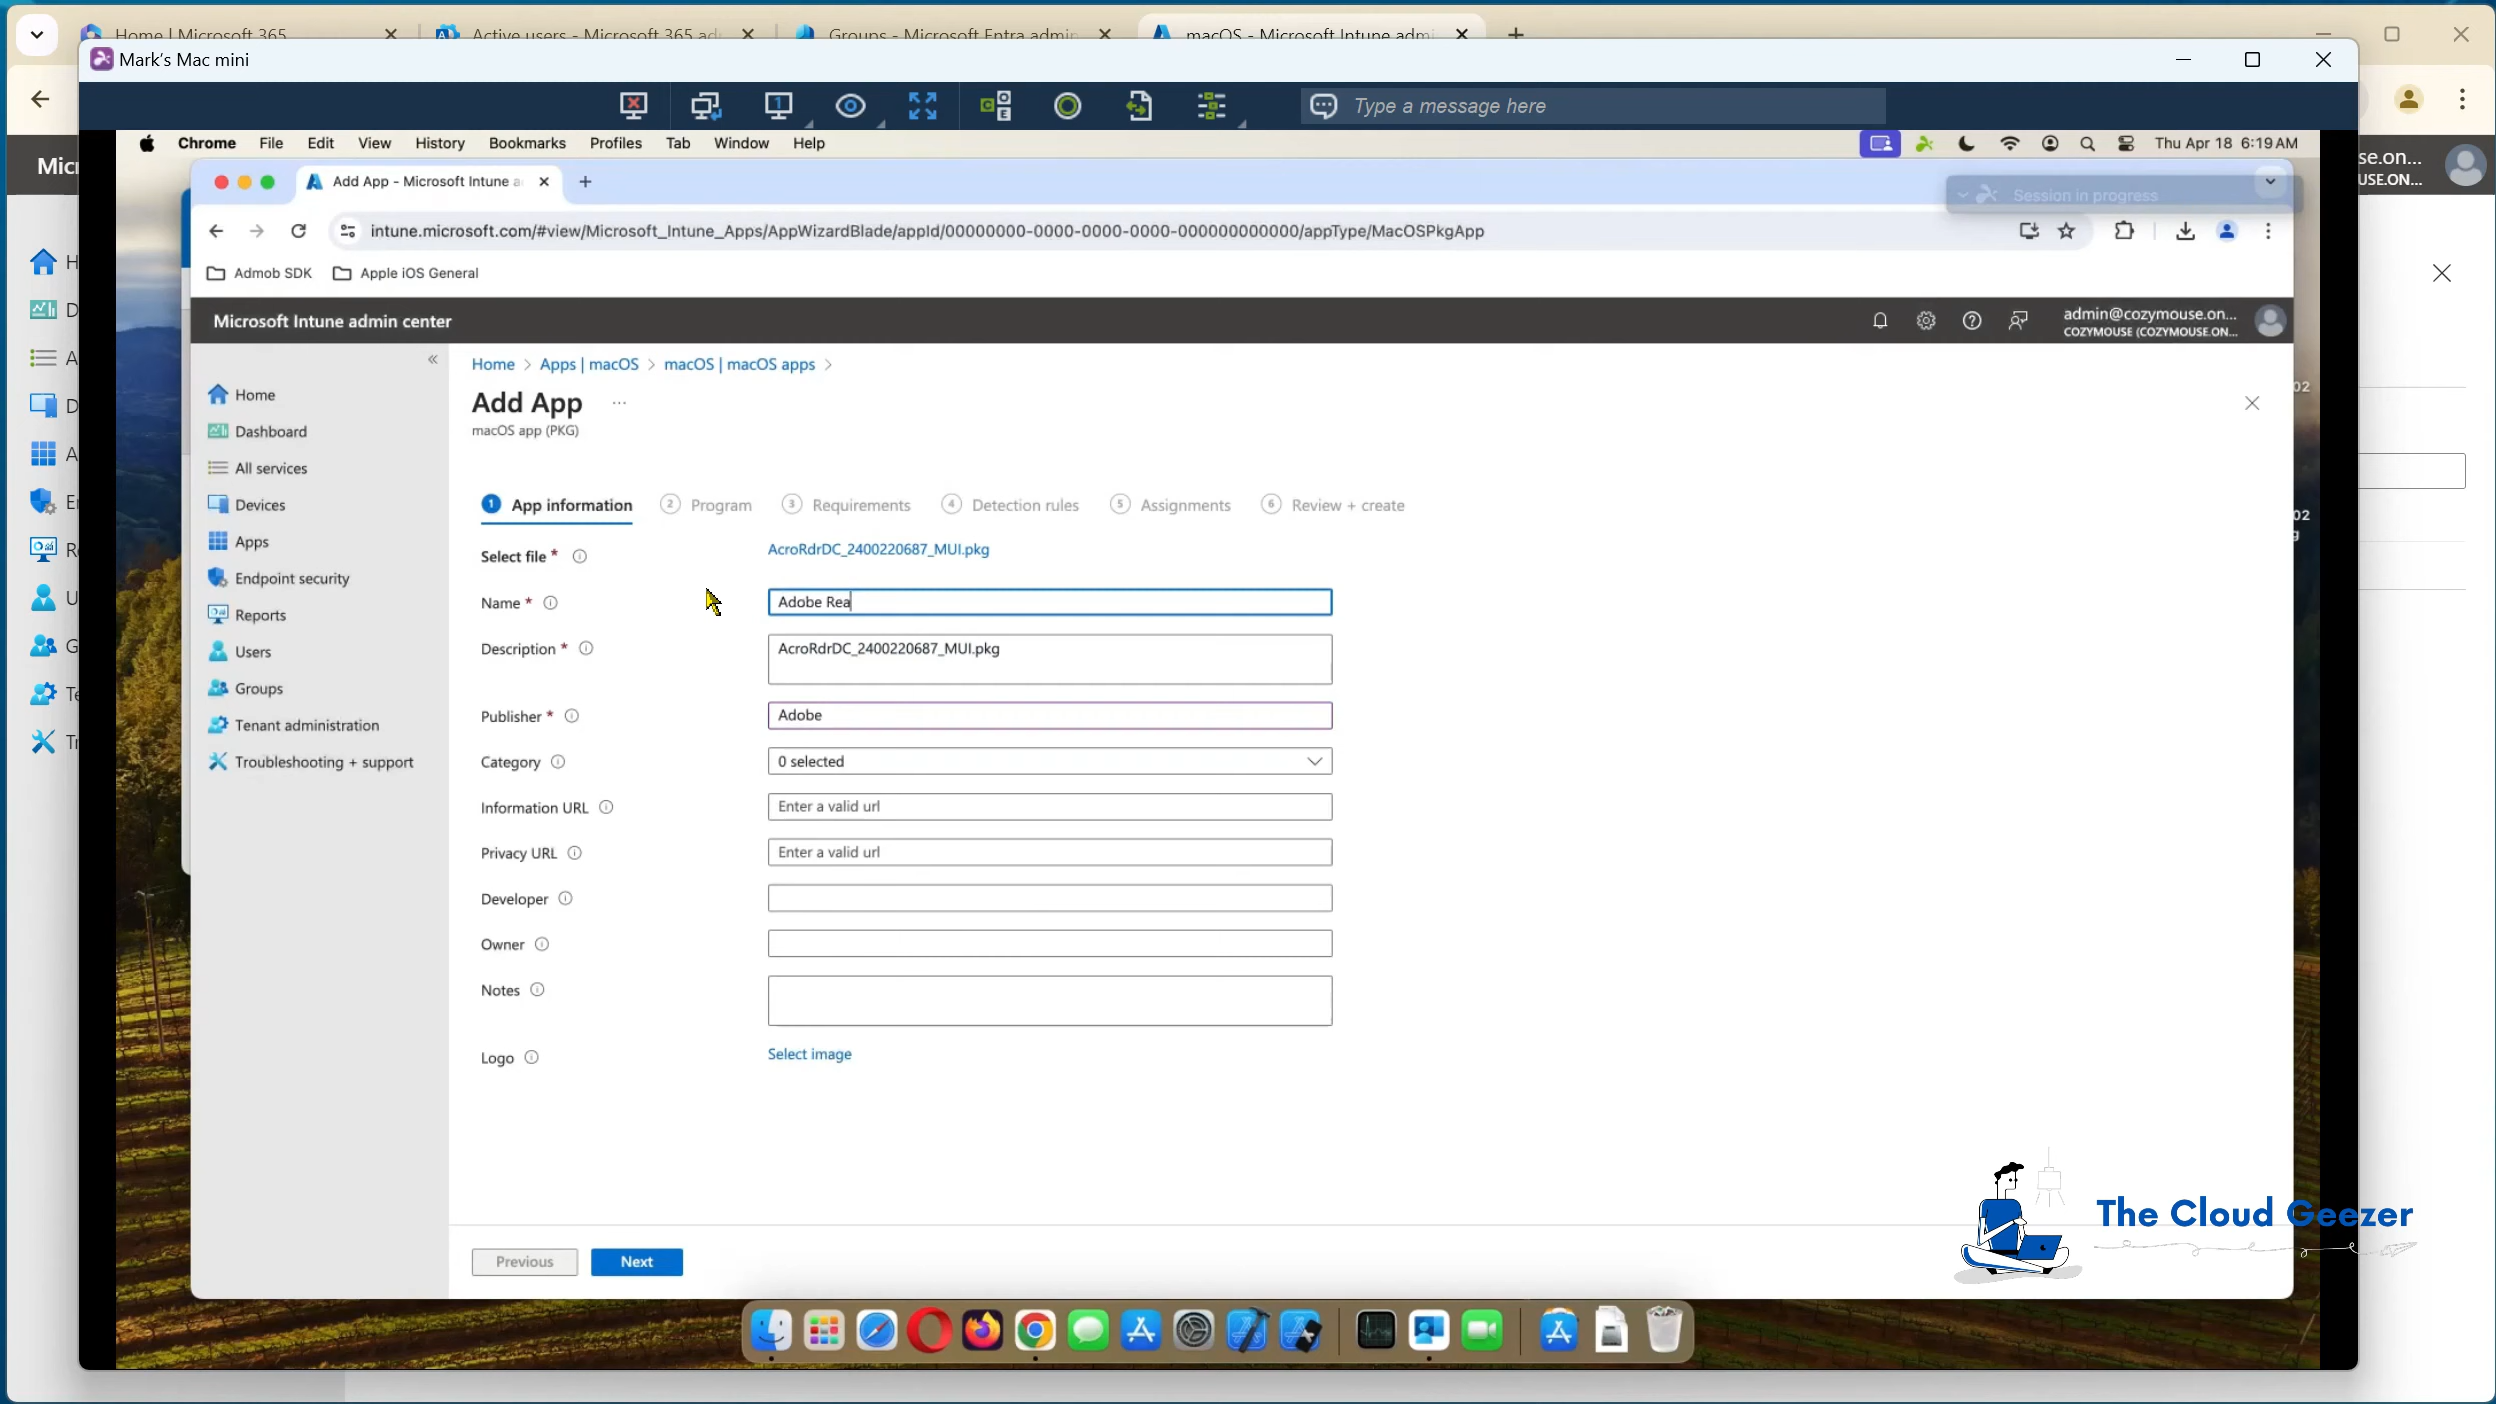 Home | Microsoft 365
Active users - Microsoft 365 ad
Groups - Microsoft Entra admin
macOS - Microsoft Intune admi
Mark's Mac mini
Type a message here
Chrome File Edit View History Bookmarks Profiles Tab Window Help
Thu Apr 18 6:19 AM
Add App - Microsoft Intune a
Session in progress
intune.microsoft.com/#view/Microsoft_Intune_Apps/AppWizardBlade/appId/00000000-0000-0000-0000-000000000000/appType/MacOSPkgApp
Admob SDK
Apple iOS General
Microsoft Intune admin center
admin@cozymouse.on...
COZYMOUSE (COZYMOUSE.ON...
Mic
se.on...
USE.ON...
Home > Apps | macOS > macOS | macOS apps >
Add App ...
macOS app (PKG)
Home
Dashboard
All services
Devices
Apps
Endpoint security
Reports
Users
Groups
Tenant administration
Troubleshooting + support
1 App information
2 Program
3 Requirements
4 Detection rules
5 Assignments
6 Review + create
Select file *
AcroRdrDC_2400220687_MUI.pkg
Name *
Adobe Rea
Description *
AcroRdrDC_2400220687_MUI.pkg
Publisher *
Adobe
Category
0 selected
Information URL
Enter a valid url
Privacy URL
Enter a valid url
Developer
Owner
Notes
Logo
Select image
Previous
Next
The Cloud Geezer